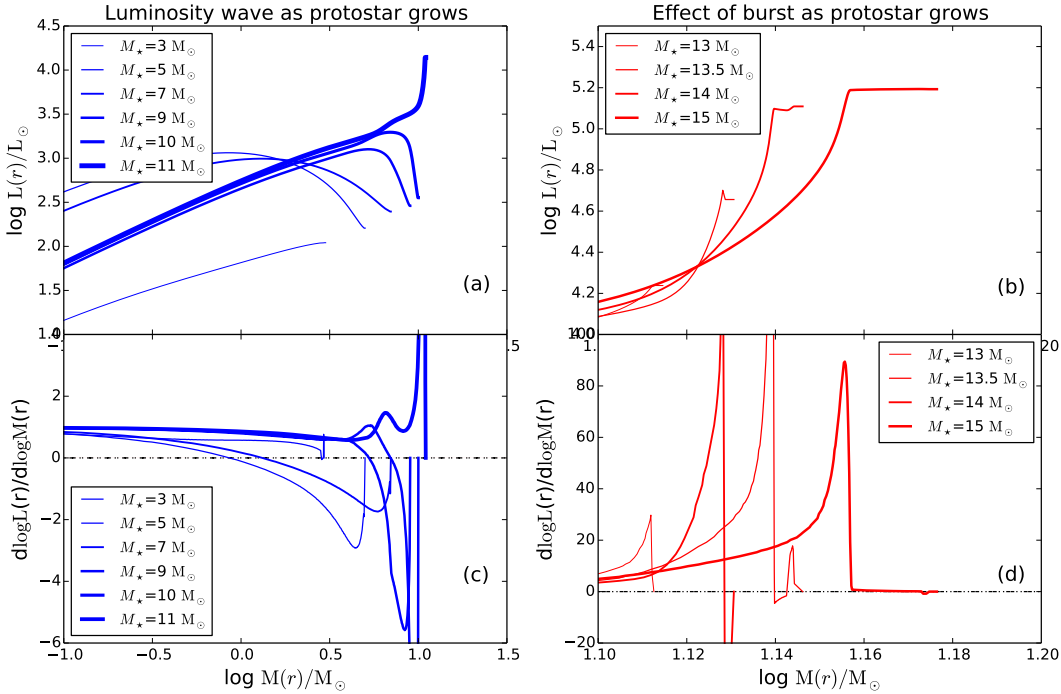 Luminosity wave as protostar grows
Effect of burst as protostar grows
4.5
4.0
3.5
3.0
2.5
2.0
1.5
log L(r)/L☉
M⋆=3 M☉
M⋆=5 M☉
M⋆=7 M☉
M⋆=9 M☉
M⋆=10 M☉
M⋆=11 M☉
(a)
5.4
5.2
5.0
4.8
4.6
4.4
4.2
log L(r)/L☉
M⋆=13 M☉
M⋆=13.5 M☉
M⋆=14 M☉
M⋆=15 M☉
(b)
2
0
−2
−4
−6
dlogL(r)/dlogM(r)
M⋆=3 M☉
M⋆=5 M☉
M⋆=7 M☉
M⋆=9 M☉
M⋆=10 M☉
M⋆=11 M☉
(c)
−1.0 −0.5 0.0 0.5 1.0 1.5
log M(r)/M☉
80
60
40
20
0
−20
dlogL(r)/dlogM(r)
M⋆=13 M☉
M⋆=13.5 M☉
M⋆=14 M☉
M⋆=15 M☉
(d)
1.10 1.12 1.14 1.16 1.18 1.20
log M(r)/M☉